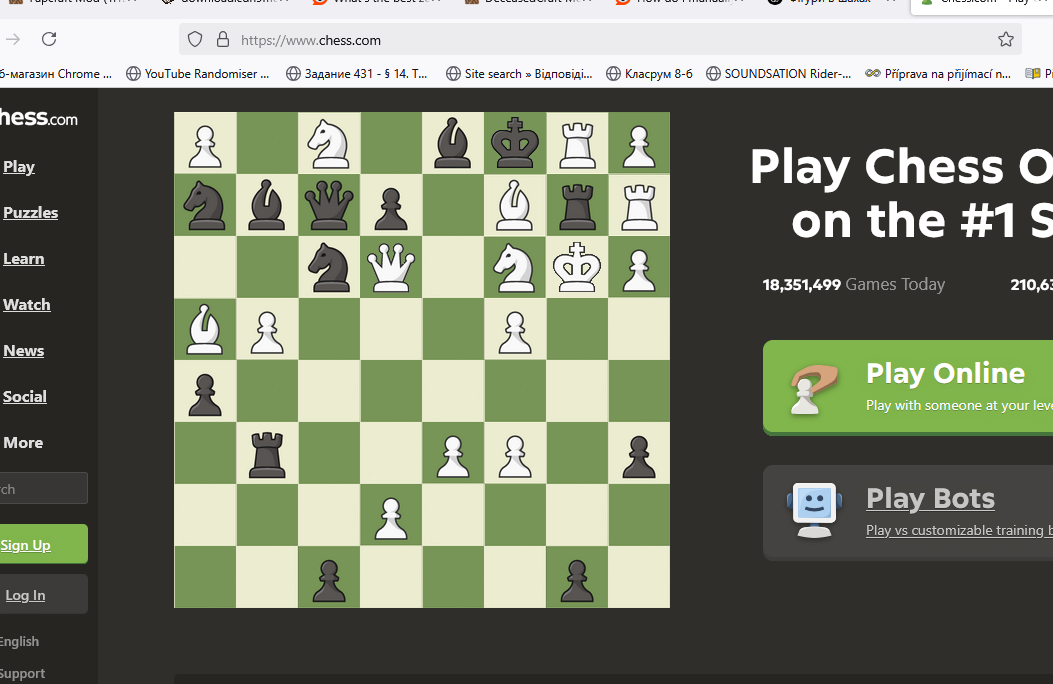 https://www.chess.com
б-магазин Chrome ...
YouTube Randomiser ...
Задание 431 - § 14. Т...
Site search » Відповіді...
Класрум 8-б
SOUNDSATION Rider-...
Příprava na přijímací n...
hess.com
Play
Puzzles
Learn
Watch
News
Social
More
rch
Sign Up
Log In
English
Support
Play Chess O
on the #1 S
18,351,499 Games Today
210,63
Play Online
Play with someone at your leve
Play Bots
Play vs customizable training b